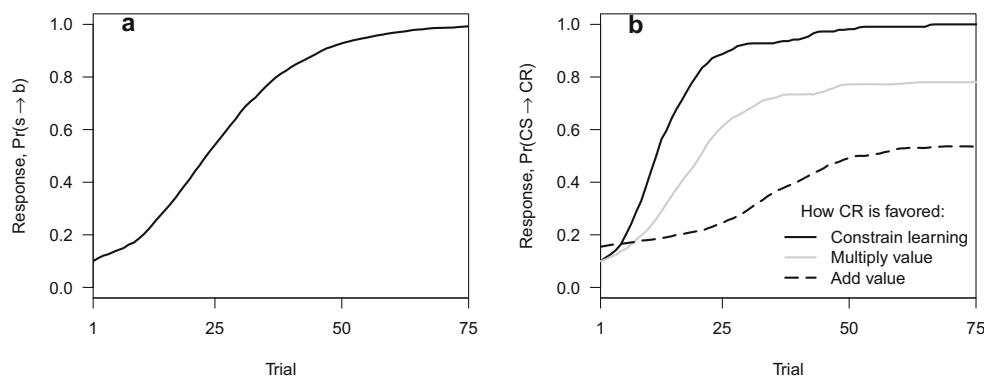 a
Response, Pr(s → b)
1.0
0.8
0.6
0.4
0.2
0.0
1 25 50 75
Trial
b
Response, Pr(CS → CR)
1.0
0.8
0.6
0.4
0.2
0.0
How CR is favored:
Constrain learning
Multiply value
Add value
1 25 50 75
Trial